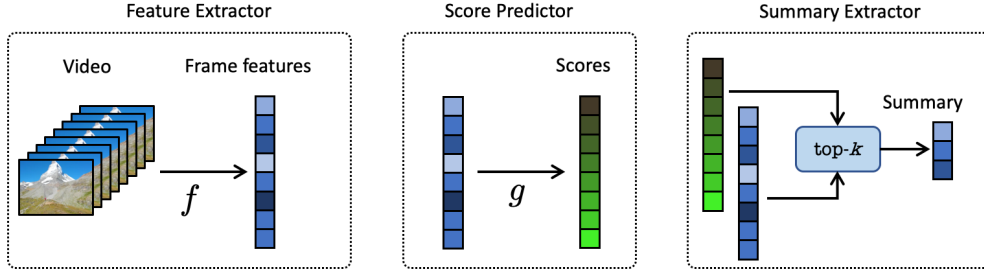 Feature Extractor
Score Predictor
Summary Extractor
Video
Frame features
f
g
Scores
Summary
top-k